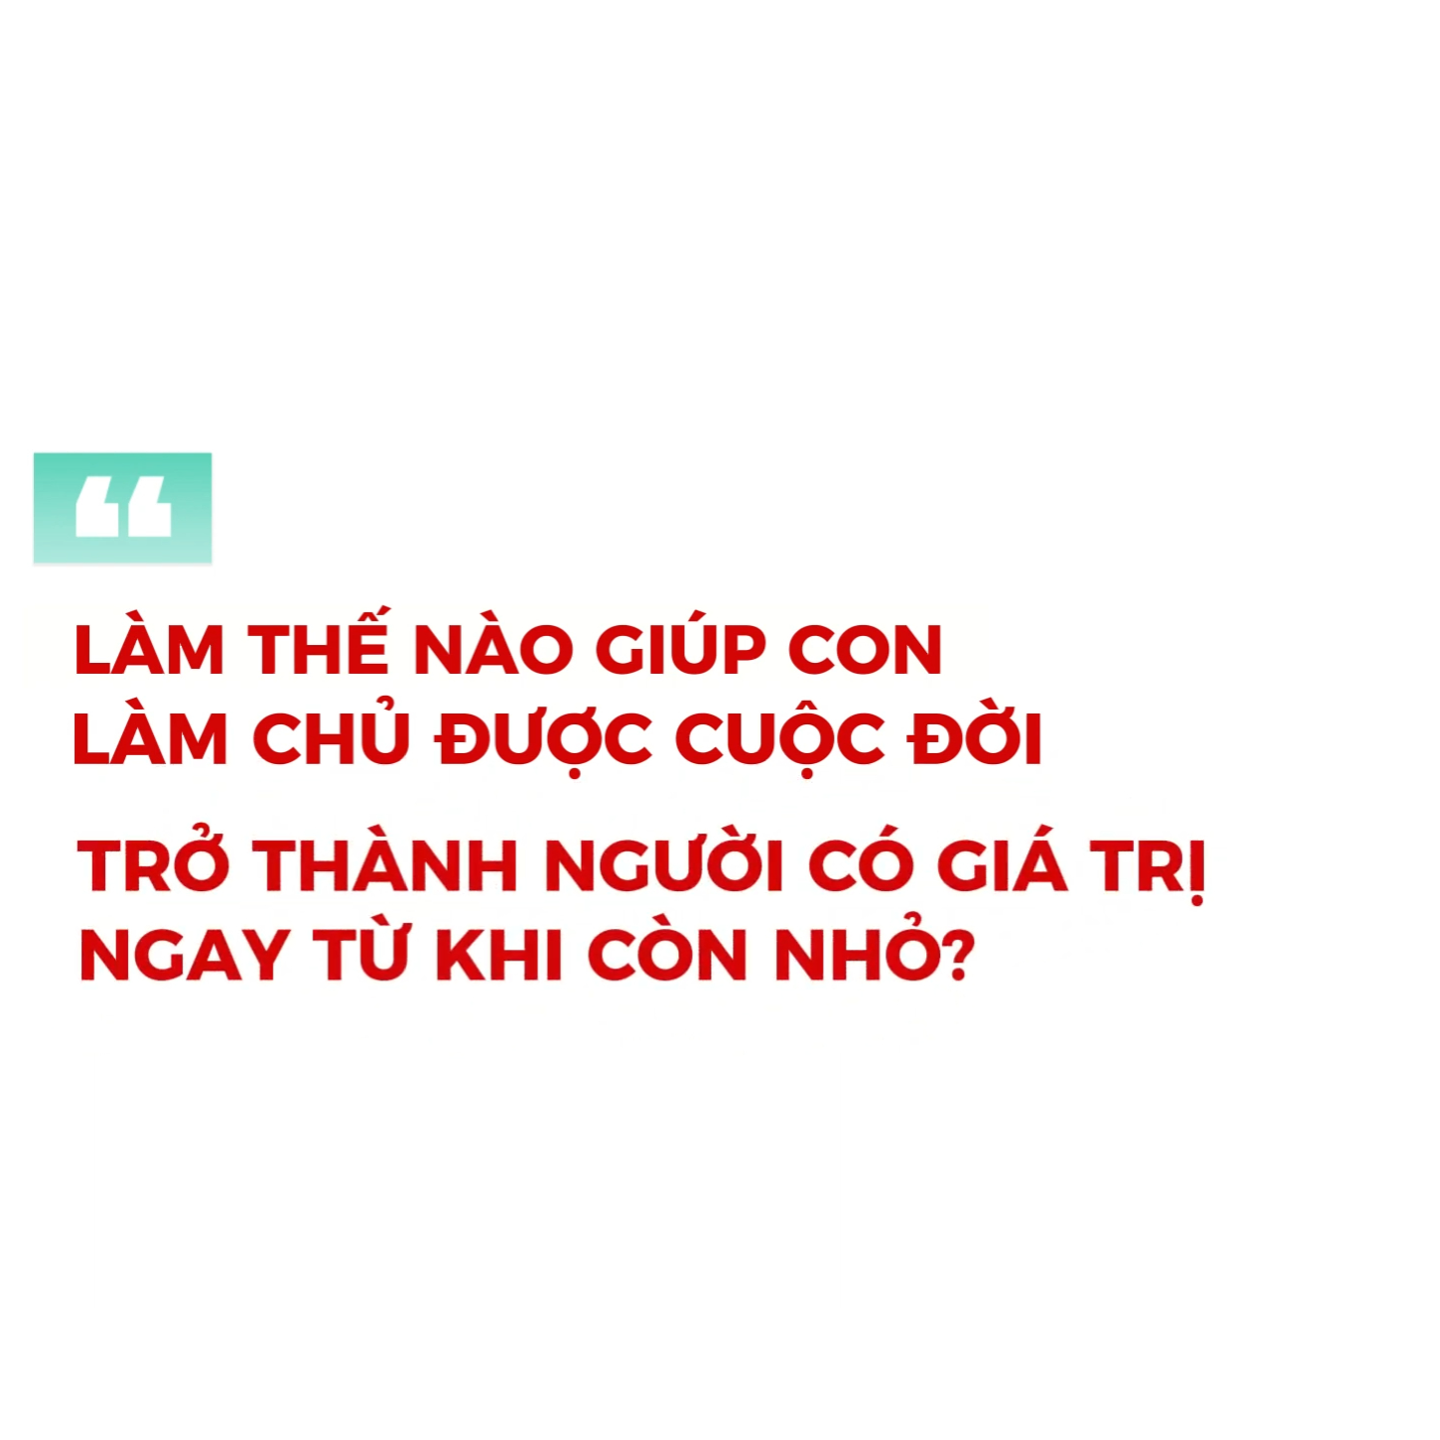 “
LÀM THẾ NÀO GIÚP CON
LÀM CHỦ ĐƯỢC CUỘC ĐỜI
TRỞ THÀNH NGƯỜI CÓ GIÁ TRỊ
NGAY TỪ KHI CÒN NHỎ?